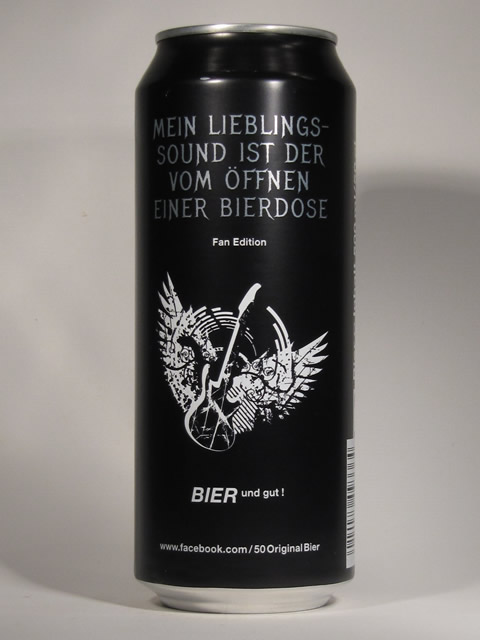 MEIN LIEBLINGS-
SOUND IST DER
VOM ÖFFNEN
EINER BIERDOSE
Fan Edition
BIER und gut !
www.facebook.com/50OriginalBier